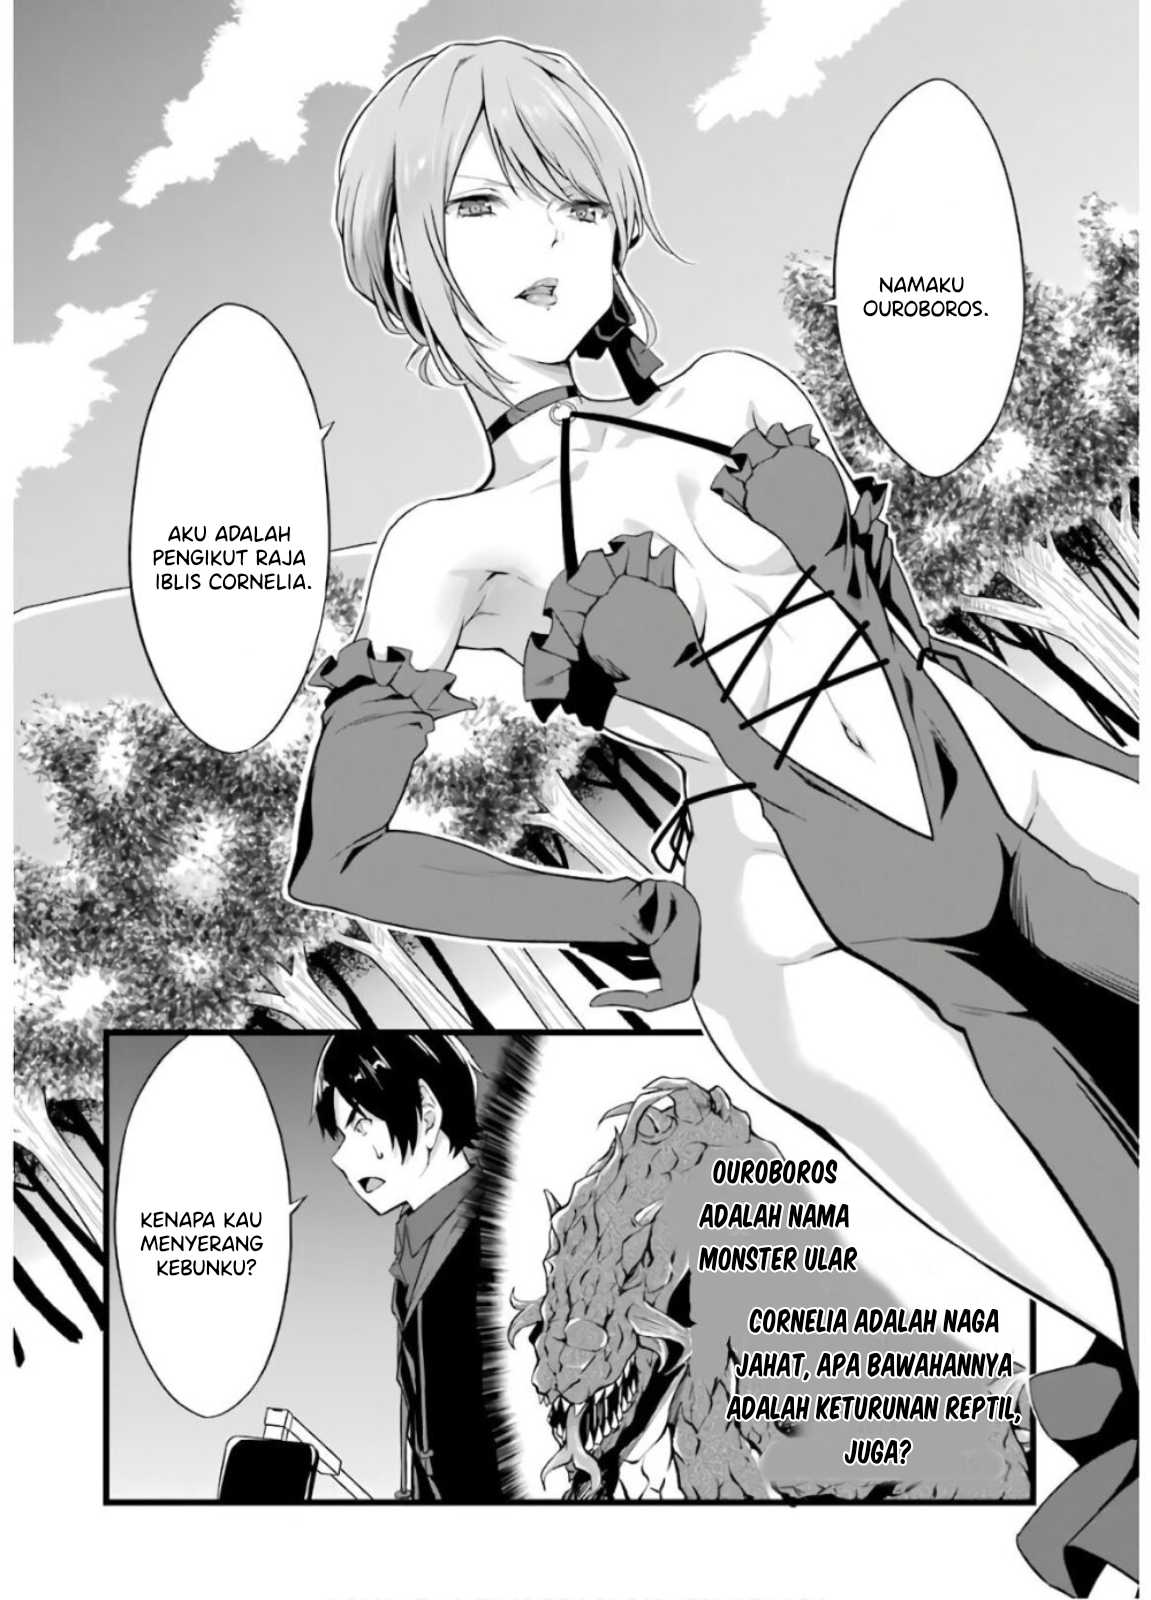 NAMAKU
OUROBOROS.
AKU ADALAH
PENGIKUT RAJA
IBLIS CORNELIA.
OUROBOROS
ADALAH NAMA
MONSTER ULAR
CORNELIA ADALAH NAGA
JAHAT, APA BAWAHANNYA
ADALAH KETURUNAN REPTIL,
JUGA?
KENAPA KAU
MENYERANG
KEBUNKU?